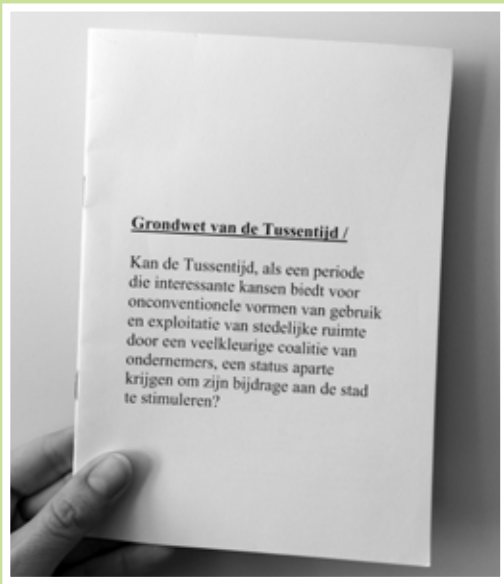 Grondwet van de Tussentijd /
Kan de Tussentijd, als een periode
die interessante kansen biedt voor
onconventionele vormen van gebruik
en exploitatie van stedelijke ruimte
door een veelkleurige coalitie van
ondernemers, een status aparte
krijgen om zijn bijdrage aan de stad
te stimuleren?